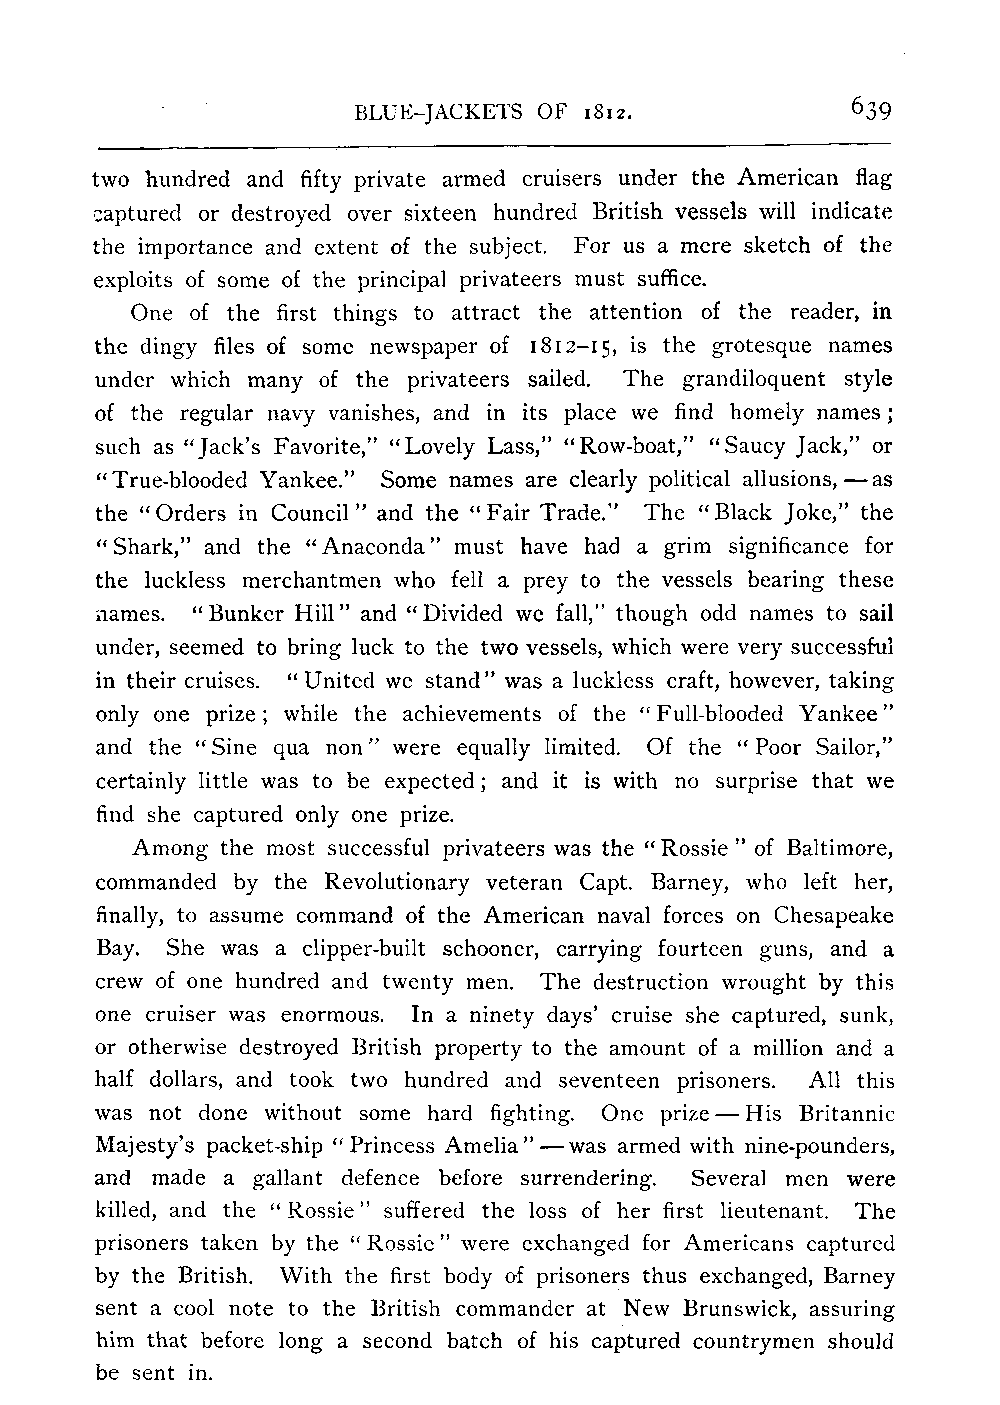 BLUE-JACKETS OF 1812. 639
two hundred and fifty private armed cruisers under the American flag
captured or destroyed over sixteen hundred British vessels will indicate
the importance and extent of the subject. For us a mere sketch of the
exploits of some of the principal privateers must suffice.
One of the first things to attract the attention of the reader, in
the dingy files of some newspaper of 1812–15, is the grotesque names
under which many of the privateers sailed. The grandiloquent style
of the regular navy vanishes, and in its place we find homely names;
such as “Jack’s Favorite,” “Lovely Lass,” “Row-boat,” “Saucy Jack,” or
“True-blooded Yankee.” Some names are clearly political allusions, — as
the “Orders in Council” and the “Fair Trade.” The “Black Joke,” the
“Shark,” and the “Anaconda” must have had a grim significance for
the luckless merchantmen who fell a prey to the vessels bearing these
names. “Bunker Hill” and “Divided we fall,” though odd names to sail
under, seemed to bring luck to the two vessels, which were very successful
in their cruises. “United we stand” was a luckless craft, however, taking
only one prize; while the achievements of the “Full-blooded Yankee”
and the “Sine qua non” were equally limited. Of the “Poor Sailor,”
certainly little was to be expected; and it is with no surprise that we
find she captured only one prize.
Among the most successful privateers was the “Rossie” of Baltimore,
commanded by the Revolutionary veteran Capt. Barney, who left her,
finally, to assume command of the American naval forces on Chesapeake
Bay. She was a clipper-built schooner, carrying fourteen guns, and a
crew of one hundred and twenty men. The destruction wrought by this
one cruiser was enormous. In a ninety days’ cruise she captured, sunk,
or otherwise destroyed British property to the amount of a million and a
half dollars, and took two hundred and seventeen prisoners. All this
was not done without some hard fighting. One prize — His Britannic
Majesty’s packet-ship “Princess Amelia” — was armed with nine-pounders,
and made a gallant defence before surrendering. Several men were
killed, and the “Rossie” suffered the loss of her first lieutenant. The
prisoners taken by the “Rossie” were exchanged for Americans captured
by the British. With the first body of prisoners thus exchanged, Barney
sent a cool note to the British commander at New Brunswick, assuring
him that before long a second batch of his captured countrymen should
be sent in.